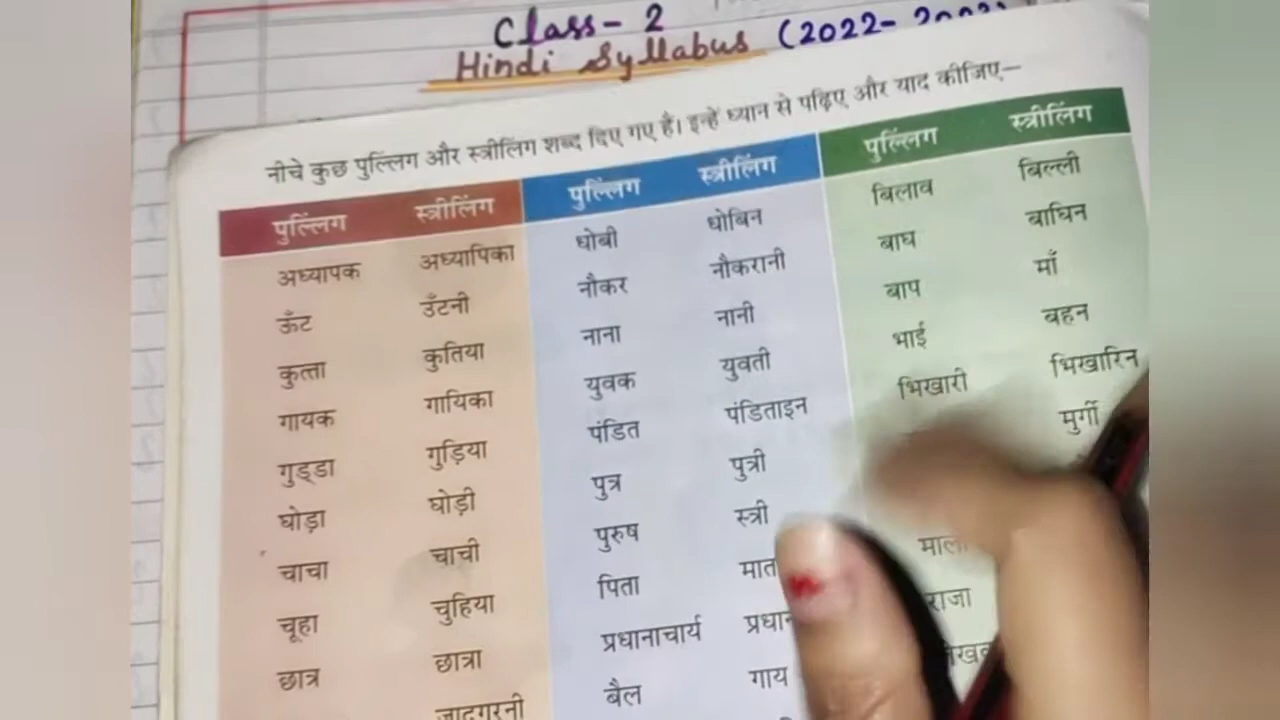 Class- 2
Hindi Syllabus (2022-
नीचे कुछ पुल्लिंग और स्त्रीलिंग शब्द दिए गए हैं। इन्हें ध्यान से पढ़िए और याद कीजिए—
पुल्लिंग स्त्रीलिंग
अध्यापक अध्यापिका
ऊँट उँटनी
कुत्ता कुतिया
गायक गायिका
गुड्डा गुड़िया
घोड़ा घोड़ी
चाचा चाची
चूहा चुहिया
छात्र छात्रा
जादूगरनी
पुल्लिंग स्त्रीलिंग
धोबी धोबिन
नौकर नौकरानी
नाना नानी
युवक युवती
पंडित पंडिताइन
पुत्र पुत्री
पुरुष स्त्री
पिता
प्रधानाचार्य
बैल गाय
पुल्लिंग स्त्रीलिंग
बिलाव बिल्ली
बाघ बाघिन
बाप माँ
भाई बहन
भिखारी भिखारिन
मुर्गी
राजा